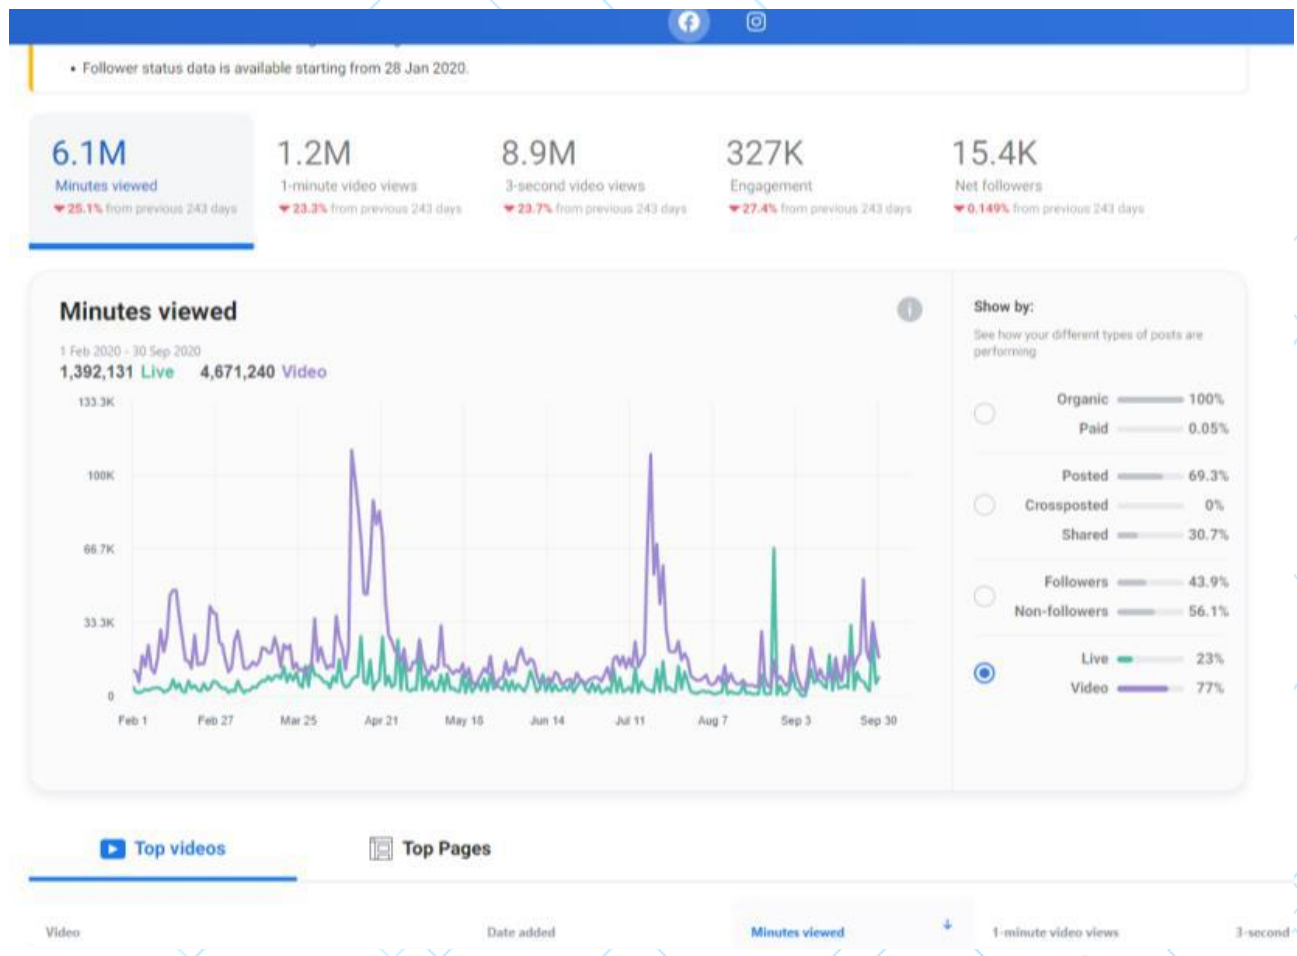 • Follower status data is available starting from 28 Jan 2020.
6.1M
Minutes viewed
25.1% from previous 243 days
1.2M
1-minute video views
23.3% from previous 243 days
8.9M
3-second video views
23.7% from previous 243 days
327K
Engagement
27.4% from previous 243 days
15.4K
Net followers
0.149% from previous 243 days
Minutes viewed
1 Feb 2020 - 30 Sep 2020
1,392,131 Live 4,671,240 Video
133.3K
100K
66.7K
33.3K
0
Feb 1 Feb 27 Mar 25 Apr 21 May 18 Jun 14 Jul 11 Aug 7 Sep 3 Sep 30
Show by:
See how your different types of posts are
performing
Organic 100%
Paid 0.05%
Posted 69.3%
Crossposted 0%
Shared 30.7%
Followers 43.9%
Non-followers 56.1%
Live 23%
Video 77%
Top videos Top Pages
Video Date added Minutes viewed 1-minute video views 3-second